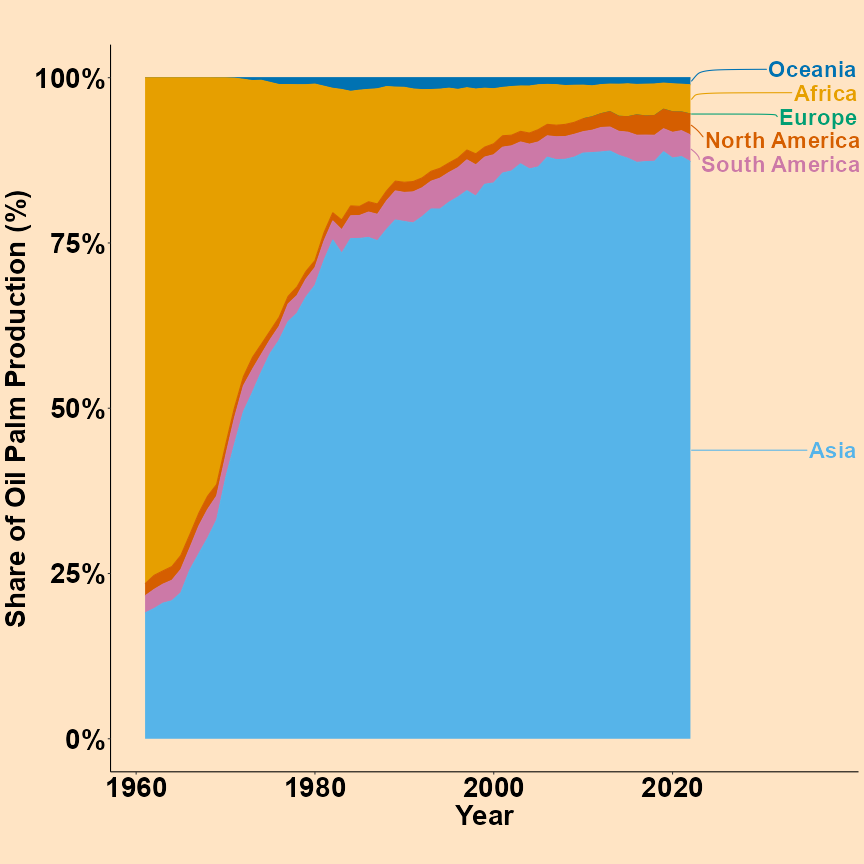 Share of Oil Palm Production (%)
100%
75%
50%
25%
0%
1960
1980
2000
2020
Year
Oceania
Africa
Europe
North America
South America
Asia